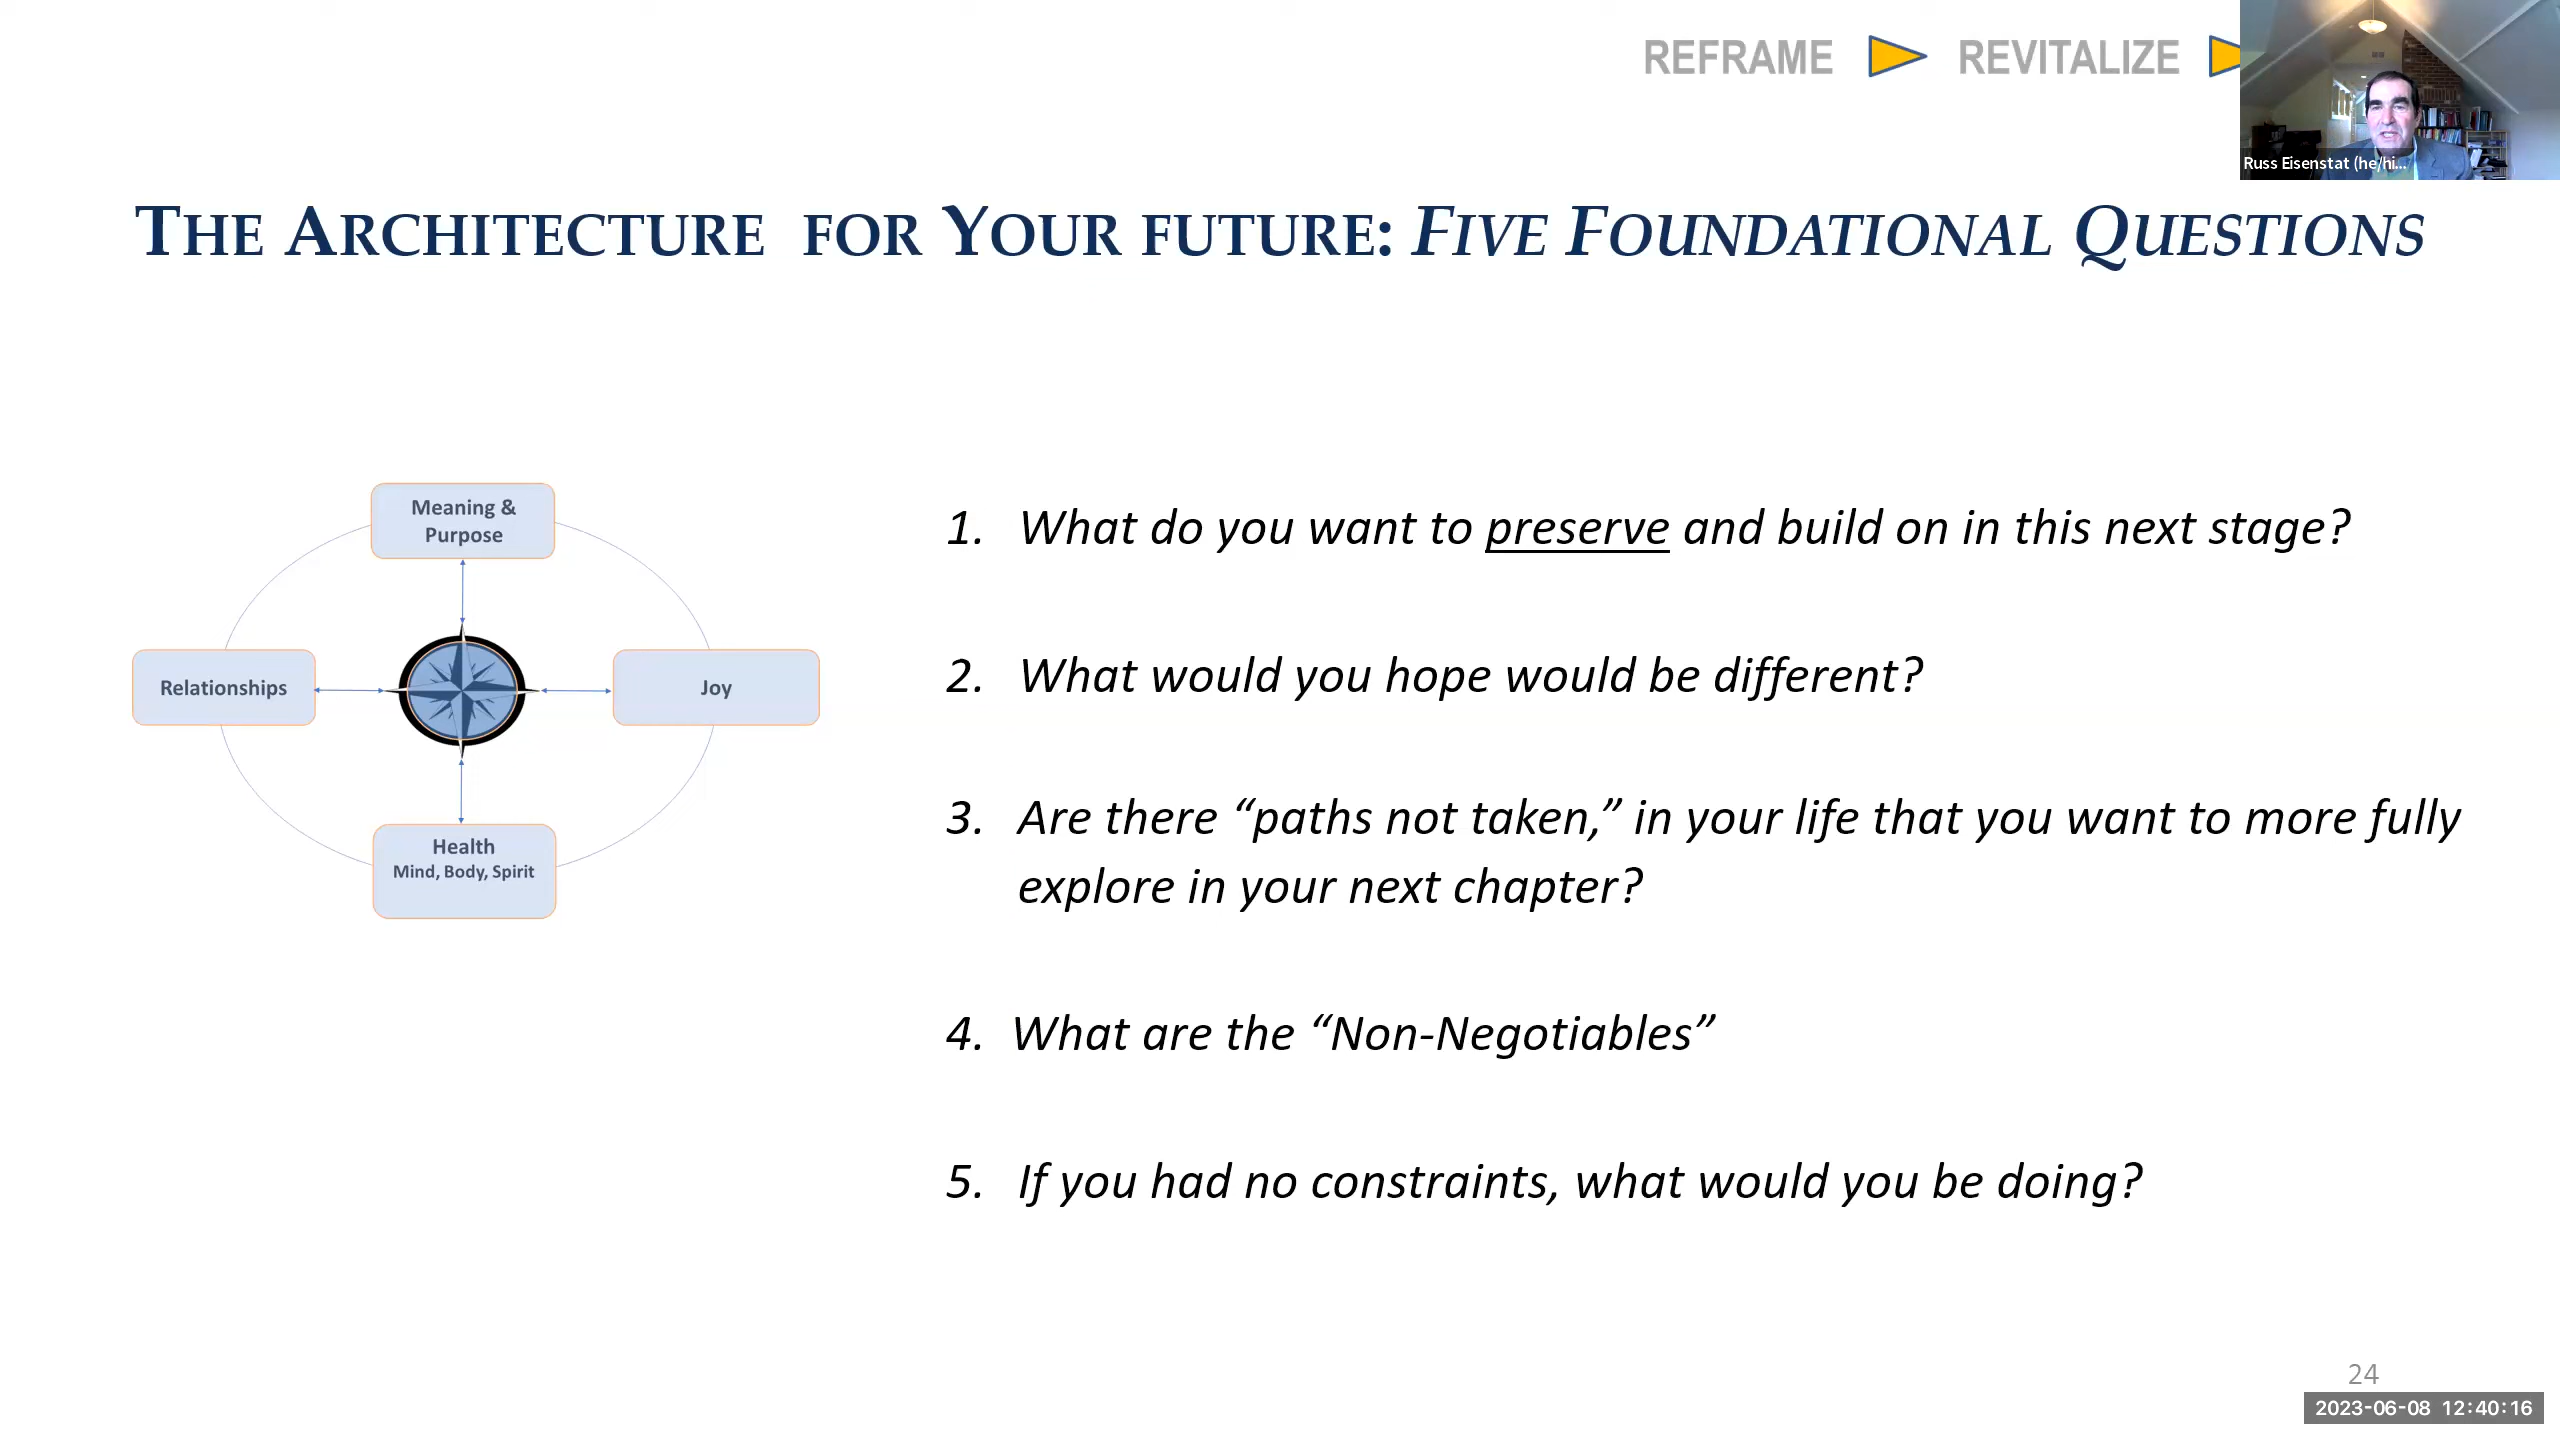 REFRAME REVITALIZE
Russ Eisenstat (he/hi...
THE ARCHITECTURE FOR YOUR FUTURE: FIVE FOUNDATIONAL QUESTIONS
Meaning &
Purpose
Relationships
Joy
Health
Mind, Body, Spirit
1. What do you want to preserve and build on in this next stage?
2. What would you hope would be different?
3. Are there “paths not taken,” in your life that you want to more fully
explore in your next chapter?
4. What are the “Non-Negotiables”
5. If you had no constraints, what would you be doing?
24
2023-06-08 12:40:16